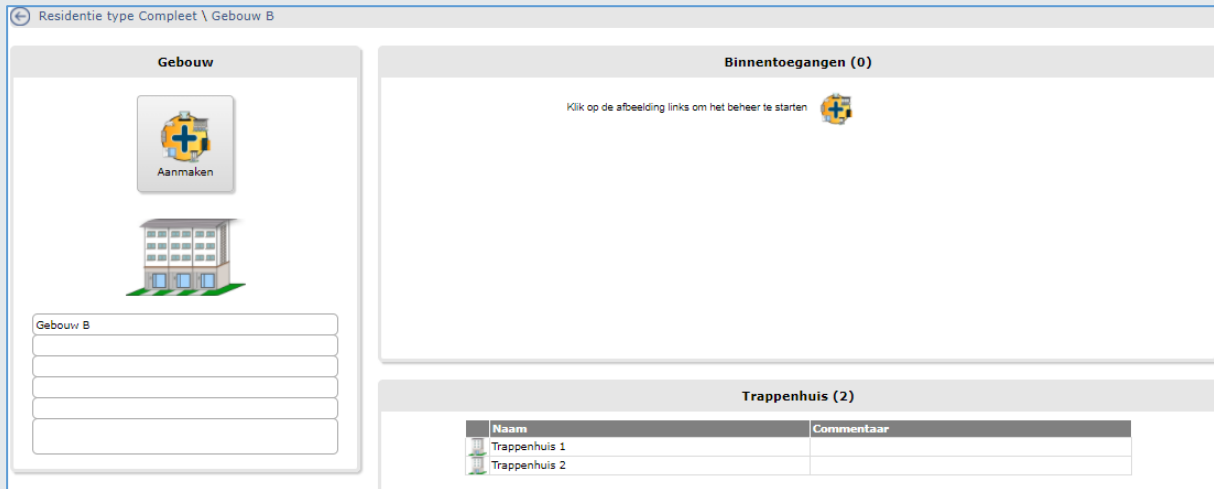 Residentie type Compleet \ Gebouw B
Gebouw
Aanmaken
Gebouw B
Binnentoegangen (0)
Klik op de afbeelding links om het beheer te starten
Trappenhuis (2)
Naam Commentaar
Trappenhuis 1
Trappenhuis 2